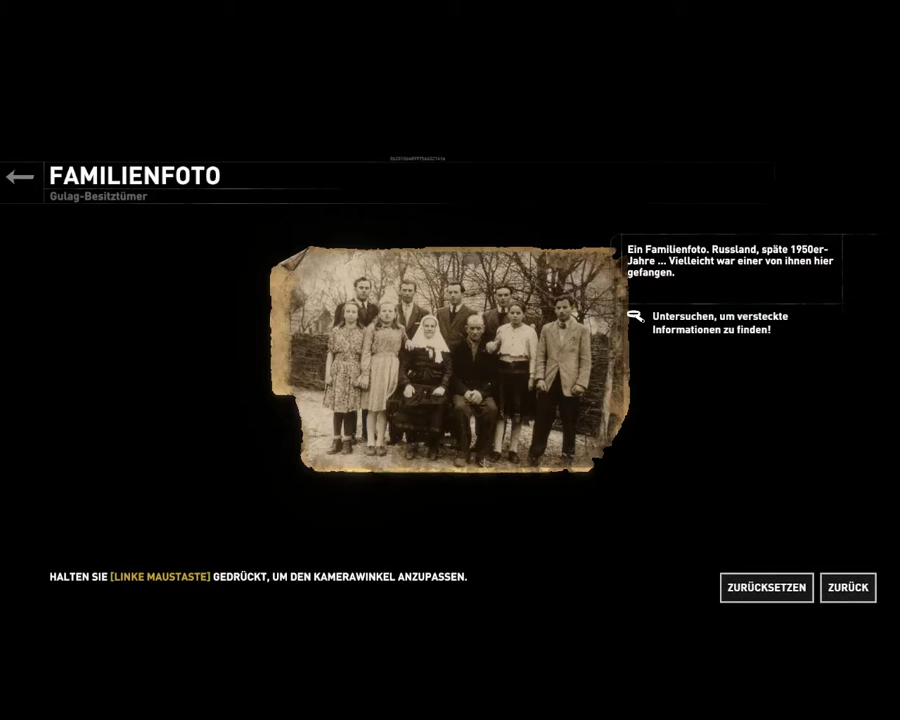 FAMILIENFOTO
Gulag-Besitztümer
Ein Familienfoto. Russland, späte 1950er-
Jahre ... Vielleicht war einer von ihnen hier
gefangen.
Untersuchen, um versteckte
Informationen zu finden!
HALTEN SIE [LINKE MAUSTASTE] GEDRÜCKT, UM DEN KAMERAWINKEL ANZUPASSEN.
ZURÜCKSETZEN
ZURÜCK